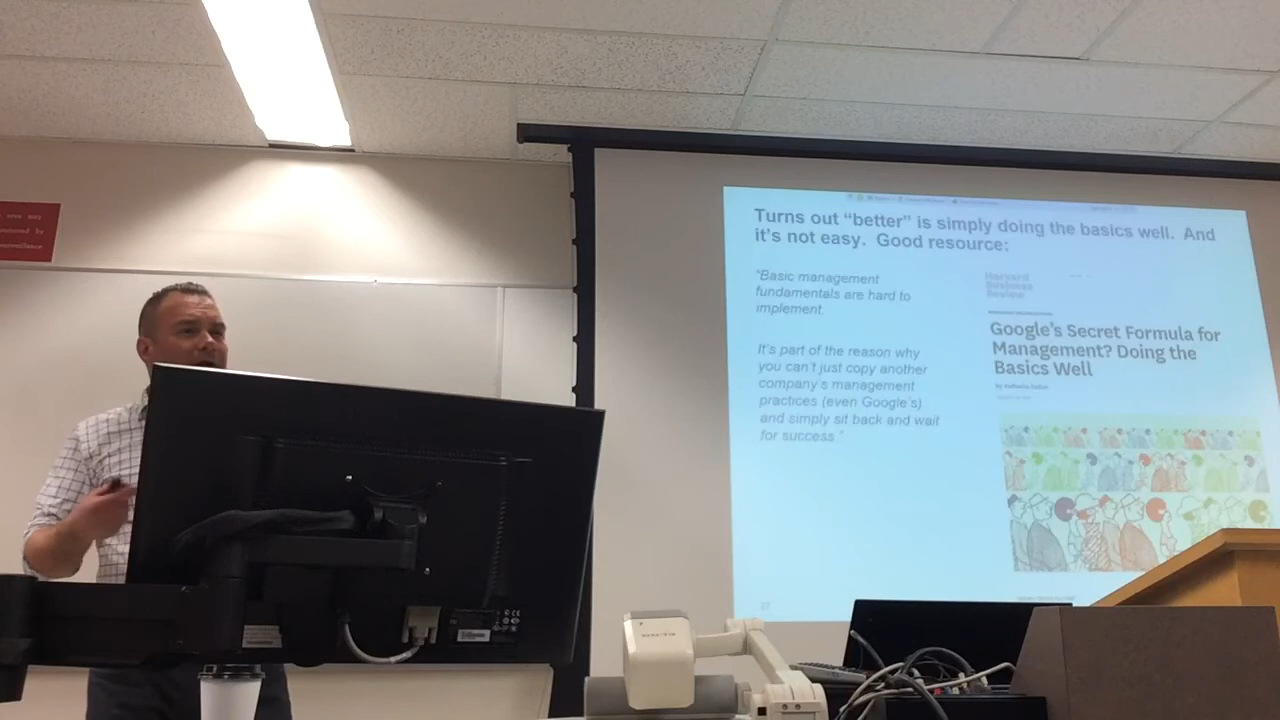 surveillance
Turns out “better” is simply doing the basics well. And
it’s not easy. Good resource:
“Basic management
fundamentals are hard to
implement.
It’s part of the reason why
you can’t just copy another
company’s management
practices (even Google’s)
and simply sit back and wait
for success.”
Harvard
Business
Review
Google’s Secret Formula for
Management? Doing the
Basics Well
27